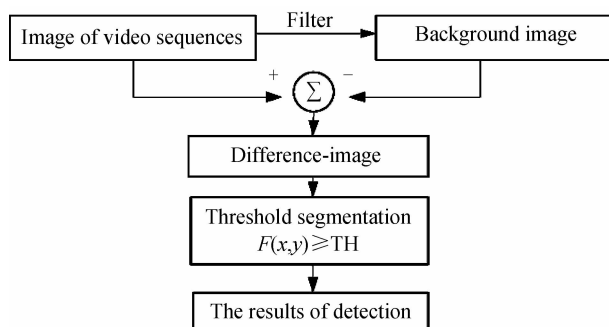 Image of video sequences
Filter
Background image
+
−
Σ
Difference-image
Threshold segmentation
F(x,y)≥TH
The results of detection